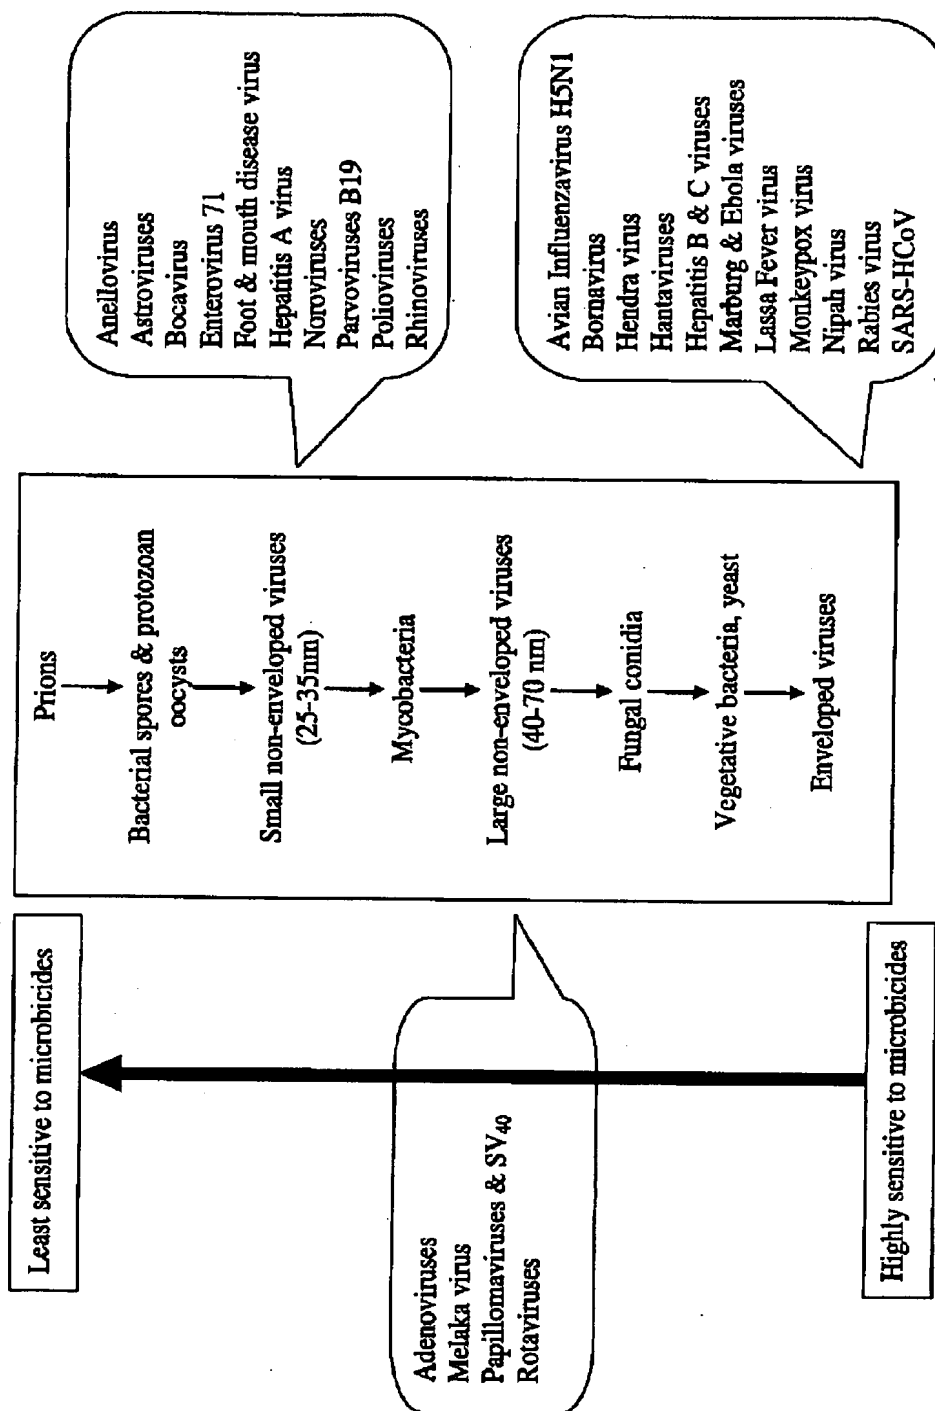 Least sensitive to microbicides
Adenoviruses
Melaka virus
Papillomaviruses & SV40
Rotaviruses
Highly sensitive to microbicides
Prions
Bacterial spores & protozoan
oocysts
Small non-enveloped viruses
(25-35nm)
Mycobacteria
Large non-enveloped viruses
(40-70 nm)
Fungal conidia
Vegetative bacteria, yeast
Enveloped viruses
Anellovirus
Astroviruses
Bocavirus
Enterovirus 71
Foot & mouth disease virus
Hepatitis A virus
Noroviruses
Parvoviruses B19
Polioviruses
Rhinoviruses
Avian Influenzavirus H5N1
Bornavirus
Hendra virus
Hantaviruses
Hepatitis B & C viruses
Marburg & Ebola viruses
Lassa Fever virus
Monkeypox virus
Nipah virus
Rabies virus
SARS-HCoV